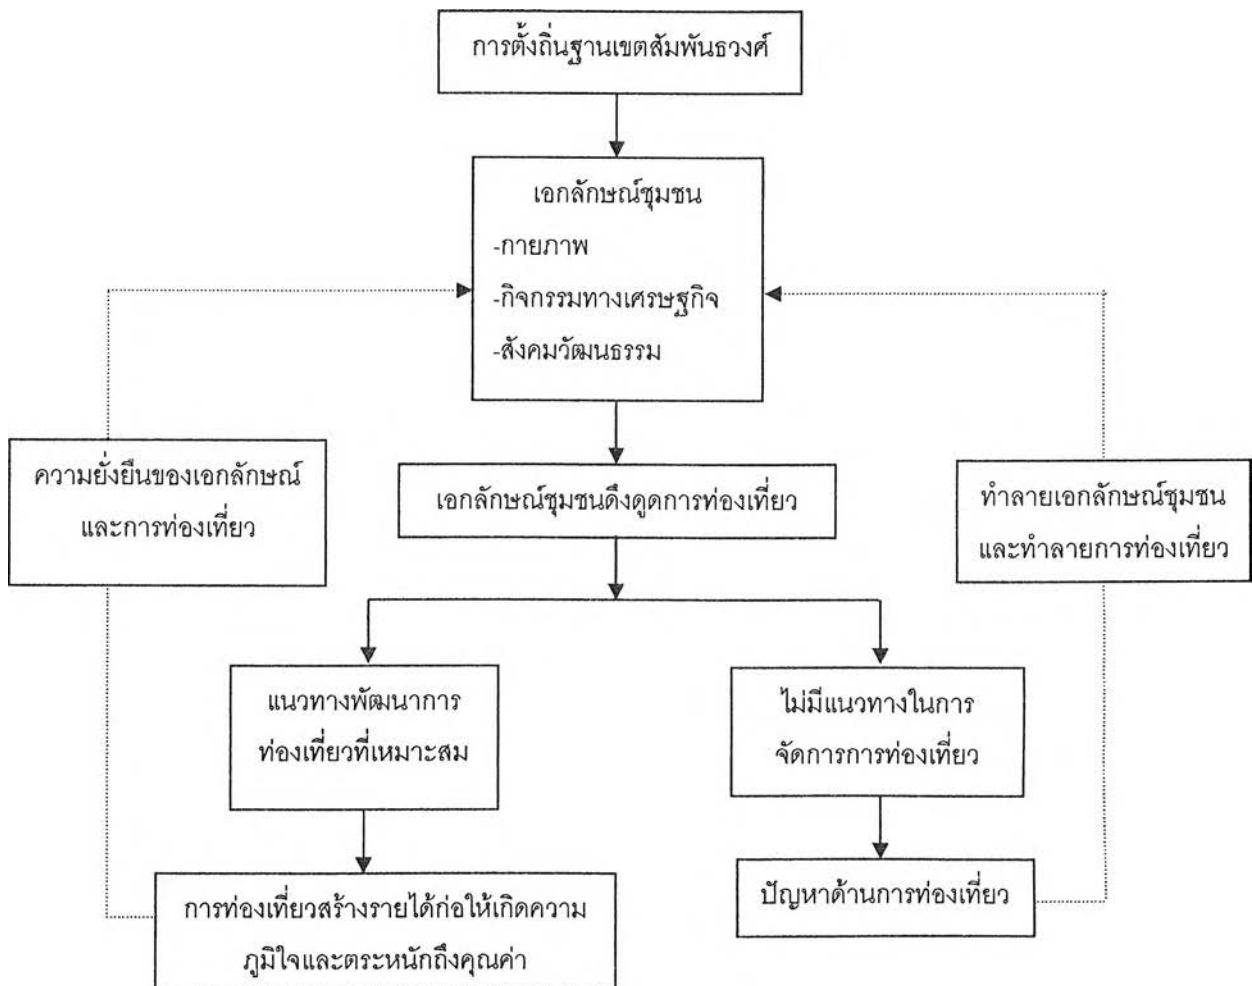 การตั้งถิ่นฐานเขตสัมพันธวงศ์
เอกลักษณ์ชุมชน
-กายภาพ
-กิจกรรมทางเศรษฐกิจ
-สังคมวัฒนธรรม
ความยั่งยืนของเอกลักษณ์
และการท่องเที่ยว
เอกลักษณ์ชุมชนดึงดูดการท่องเที่ยว
ทำลายเอกลักษณ์ชุมชน
และทำลายการท่องเที่ยว
แนวทางพัฒนาการ
ท่องเที่ยวที่เหมาะสม
ไม่มีแนวทางในการ
จัดการการท่องเที่ยว
การท่องเที่ยวสร้างรายได้ก่อให้เกิดความ
ภูมิใจและตระหนักถึงคุณค่า
ปัญหาด้านการท่องเที่ยว